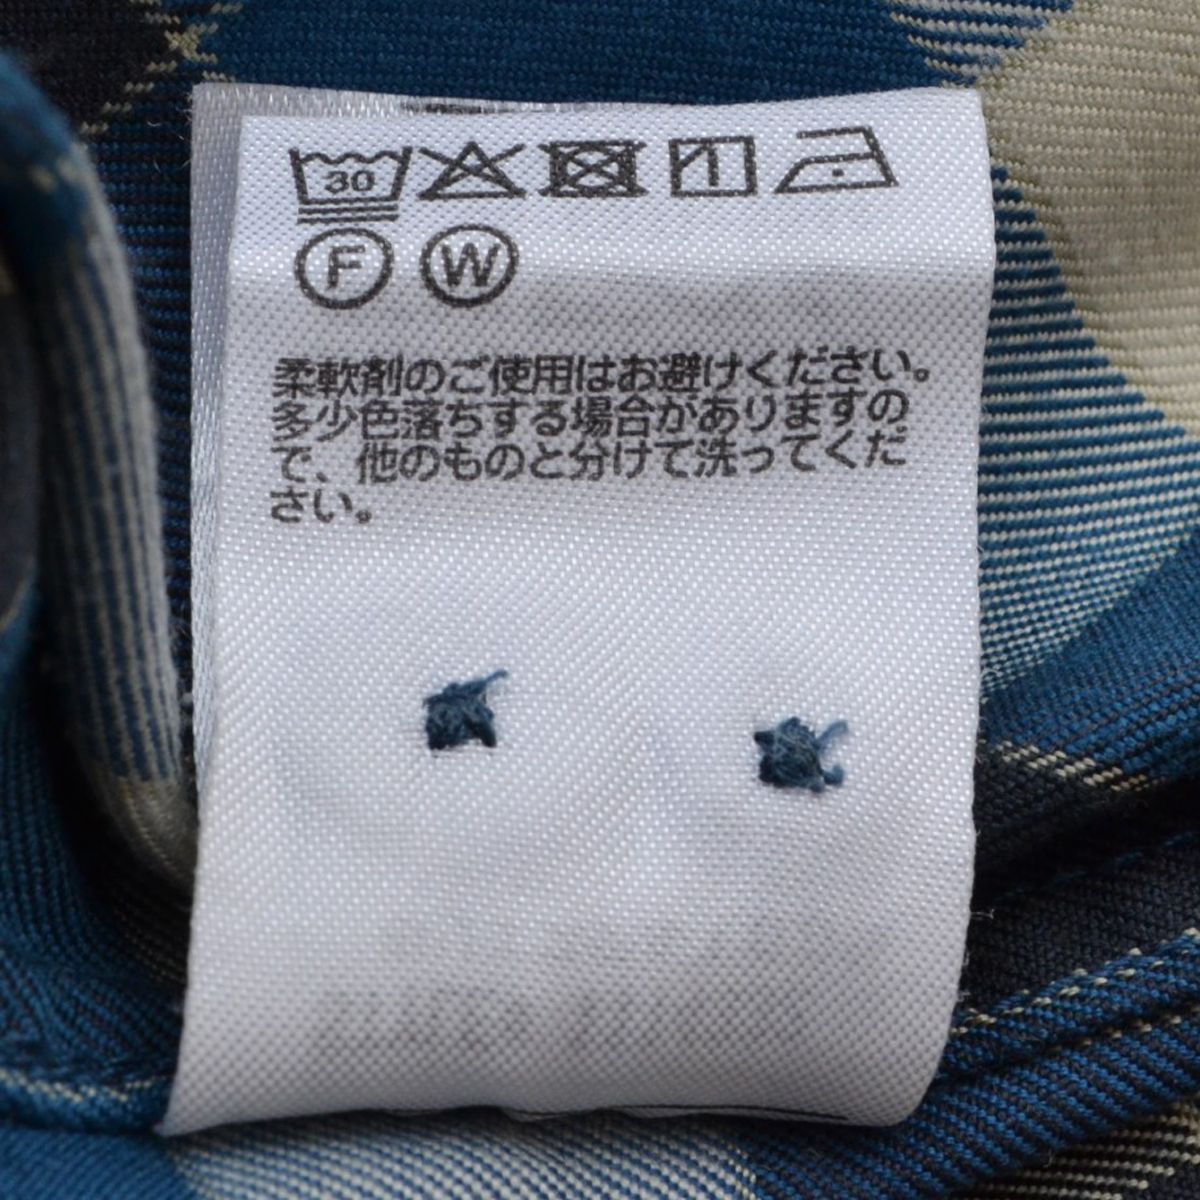 30
F W
柔軟剤のご使用はお避けください。
多少色落ちする場合がありますの
で、他のものと分けて洗ってくだ
さい。